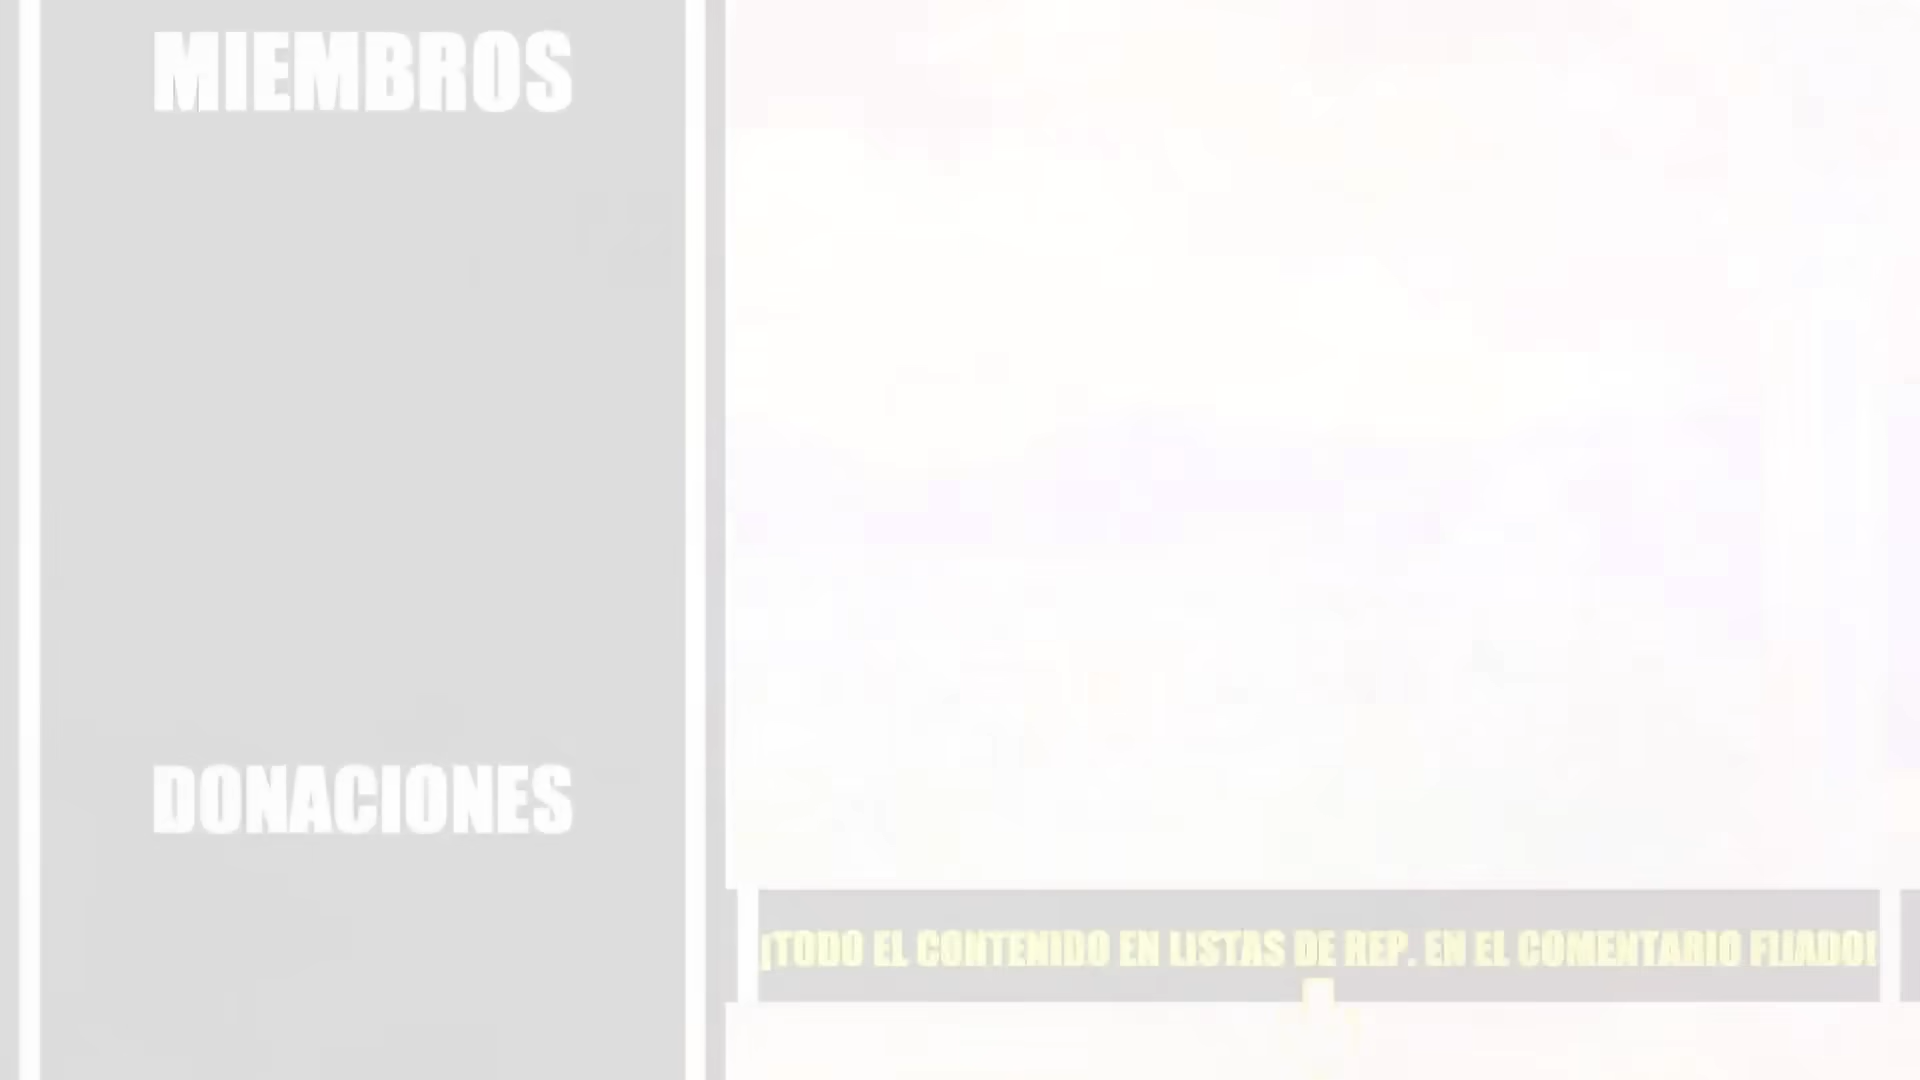 MIEMBROS
DONACIONES
¡TODO EL CONTENIDO EN LISTAS DE REP. EN EL COMENTARIO FIJADO!